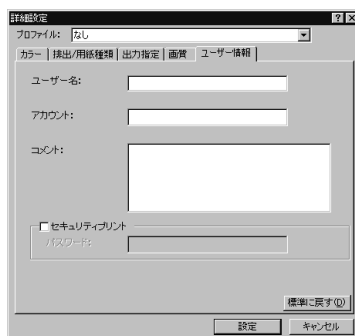 詳細設定
プロファイル: なし
カラー 排出/用紙種類 出力指定 画質 ユーザー情報
ユーザー名:
アカウント:
コメント:
セキュリティプリント
パスワード:
標準に戻す(D)
設定 キャンセル